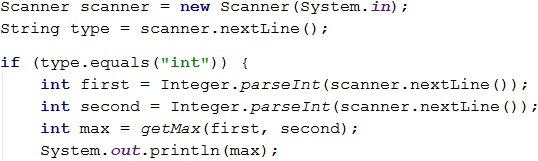 Scanner scanner = new Scanner(System.in);
String type = scanner.nextLine();
if (type.equals("int")) {
    int first = Integer.parseInt(scanner.nextLine());
    int second = Integer.parseInt(scanner.nextLine());
    int max = getMax(first, second);
    System.out.println(max);